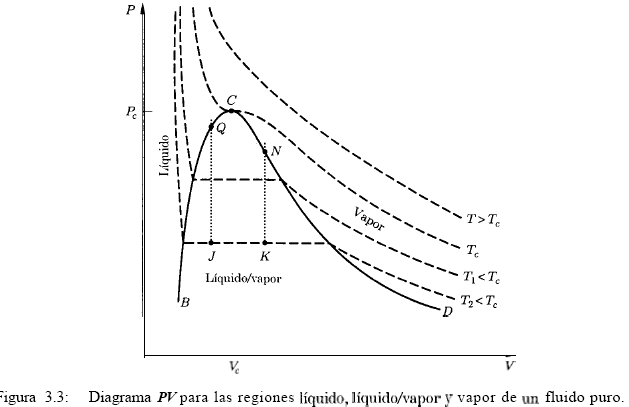 P
C
P_c
Q
N
Líquido
Vapor
T > T_c
T_c
J
K
T_1 < T_c
Líquido/vapor
T_2 < T_c
B
D
V_c
V
Figura 3.3: Diagrama PV para las regiones líquido, líquido/vapor y vapor de un fluido puro.